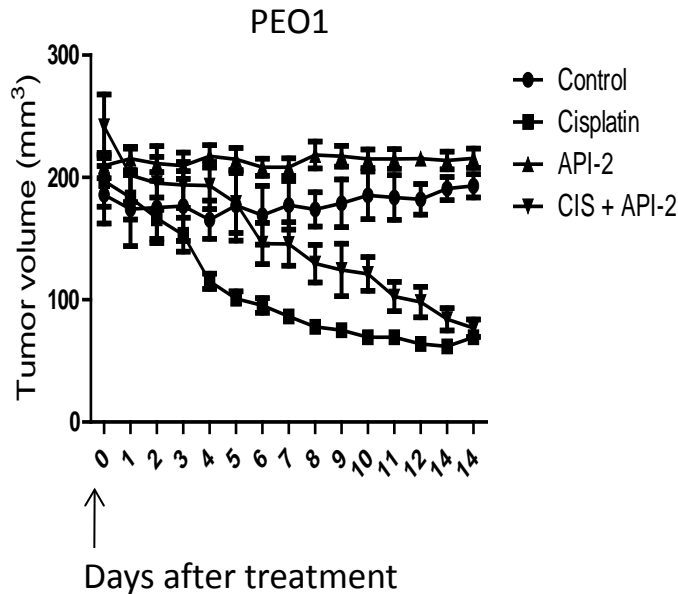 PEO1
Tumor volume (mm³)
300
200
100
0
0 1 2 3 4 5 6 7 8 9 10 11 12 14 14
Control
Cisplatin
API-2
CIS + API-2
Days after treatment